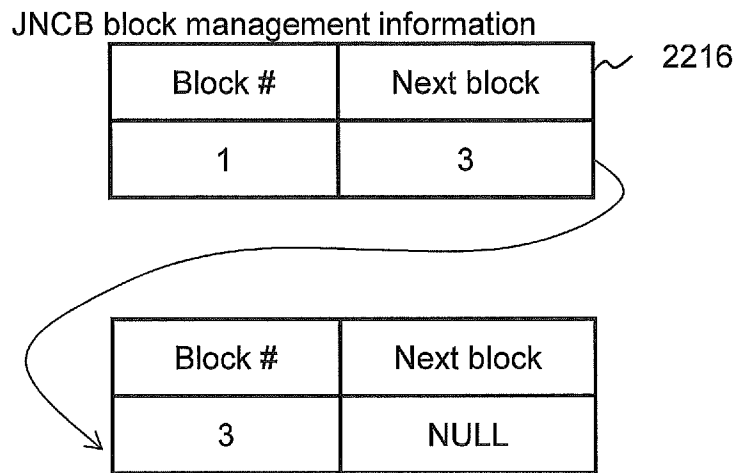 JNCB block management information
2216
Block # Next block
1 3
Block # Next block
3 NULL